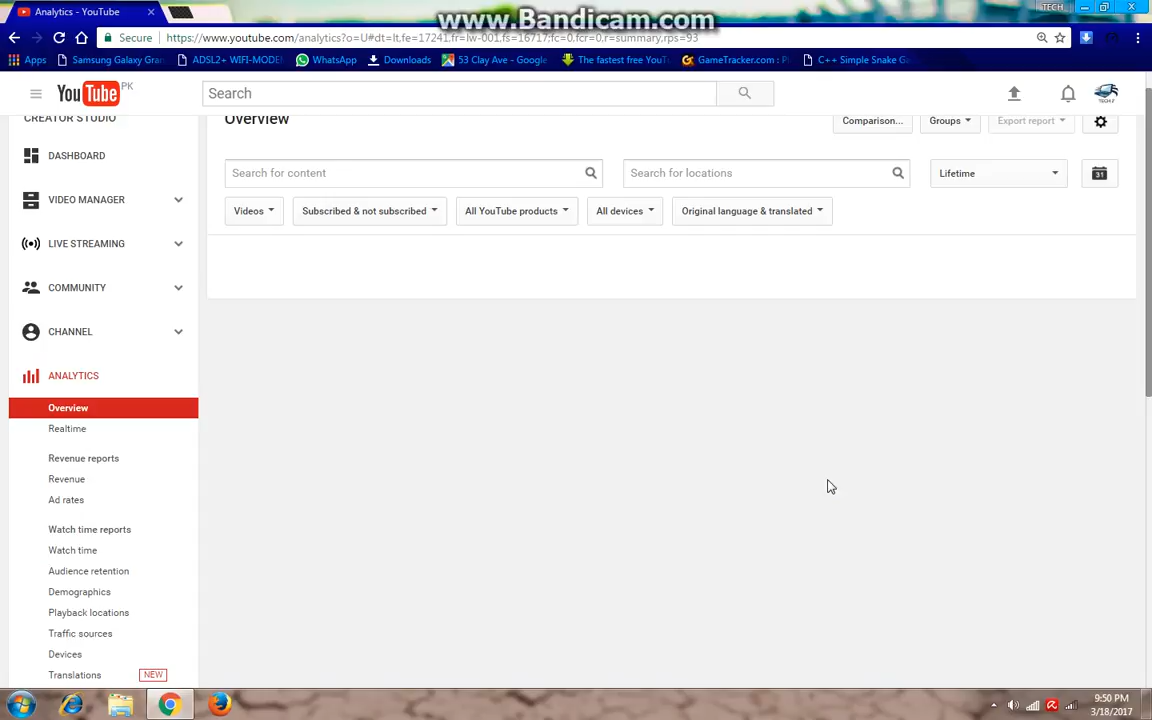 Analytics - YouTube
TECH
www.Bandicam.com
Secure
https://www.youtube.com/analytics?o=U#dt=lt,fe=17241,fr=lw-001,fs=16717;fc=0,fcr=0,r=summary,rps=93
Apps
Samsung Galaxy Gran
ADSL2+ WIFI-MODE
WhatsApp
Downloads
53 Clay Ave - Google
The fastest free YouT
GameTracker.com : P
C++ Simple Snake Ga
YouTube PK
Search
TECH
CREATOR STUDIO
Overview
Comparison...
Groups
Export report
DASHBOARD
Search for content
Search for locations
Lifetime
31
VIDEO MANAGER
Videos
Subscribed & not subscribed
All YouTube products
All devices
Original language & translated
LIVE STREAMING
COMMUNITY
CHANNEL
ANALYTICS
Overview
Realtime
Revenue reports
Revenue
Ad rates
Watch time reports
Watch time
Audience retention
Demographics
Playback locations
Traffic sources
Devices
Translations
NEW
9:50 PM
3/18/2017